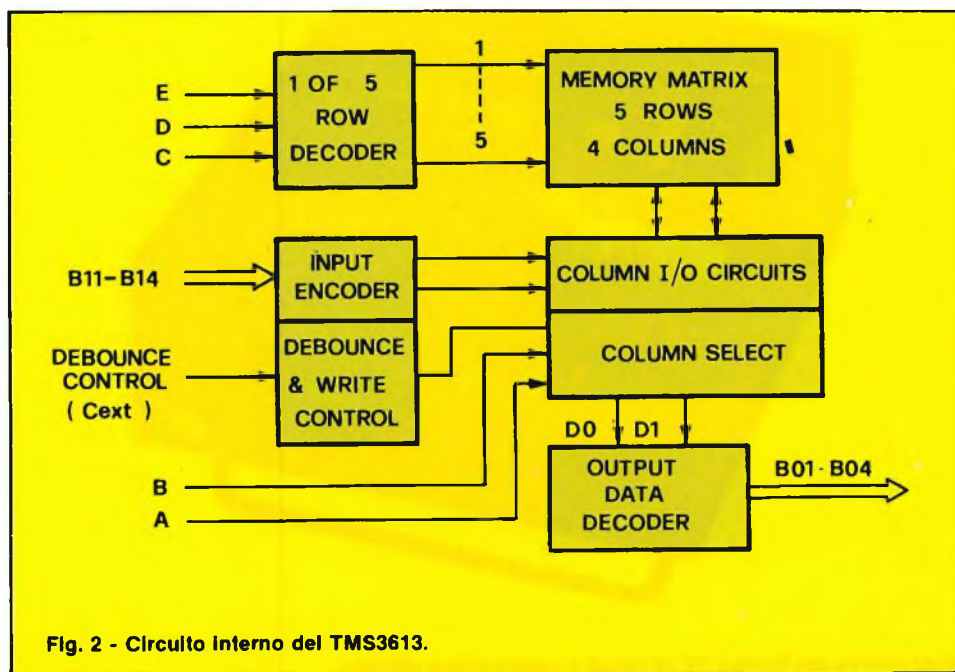 E
D
C
1 OF 5
ROW
DECODER
1
5
MEMORY MATRIX
5 ROWS
4 COLUMNS
B11-B14
INPUT
ENCODER
COLUMN I/O CIRCUITS
DEBOUNCE
CONTROL
( Cext )
DEBOUNCE
& WRITE
CONTROL
COLUMN SELECT
B
A
D0 D1
OUTPUT
DATA
DECODER
B01-B04
Fig. 2 - Circuito interno del TMS3613.